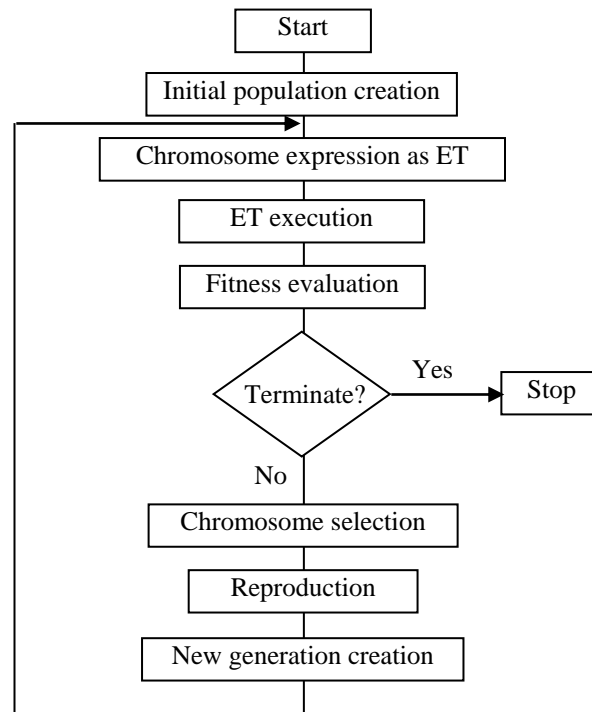 Start
Initial population creation
Chromosome expression as ET
ET execution
Fitness evaluation
Terminate?
Yes
Stop
No
Chromosome selection
Reproduction
New generation creation